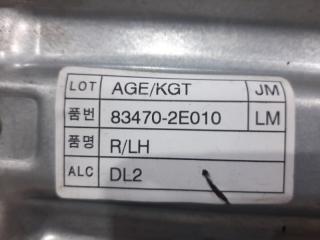 LOT AGE/KGT JM
품번 83470-2E010 LM
품명 R/LH
ALC DL2